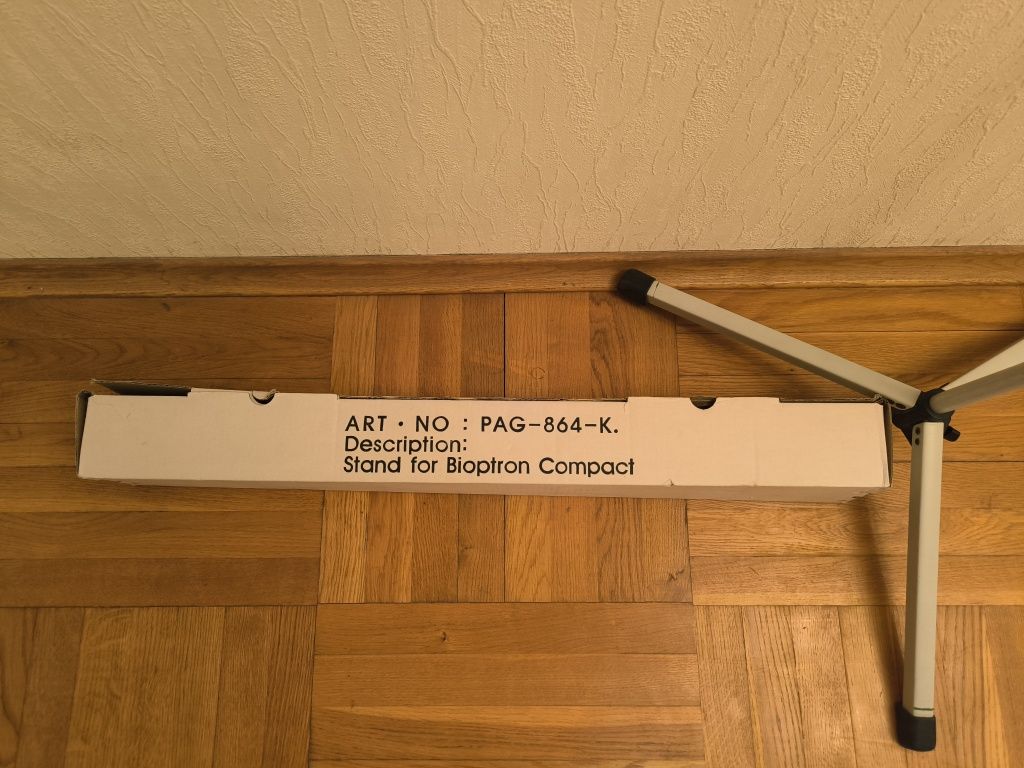 ART · NO : PAG-864-K.
Description:
Stand for Bioptron Compact